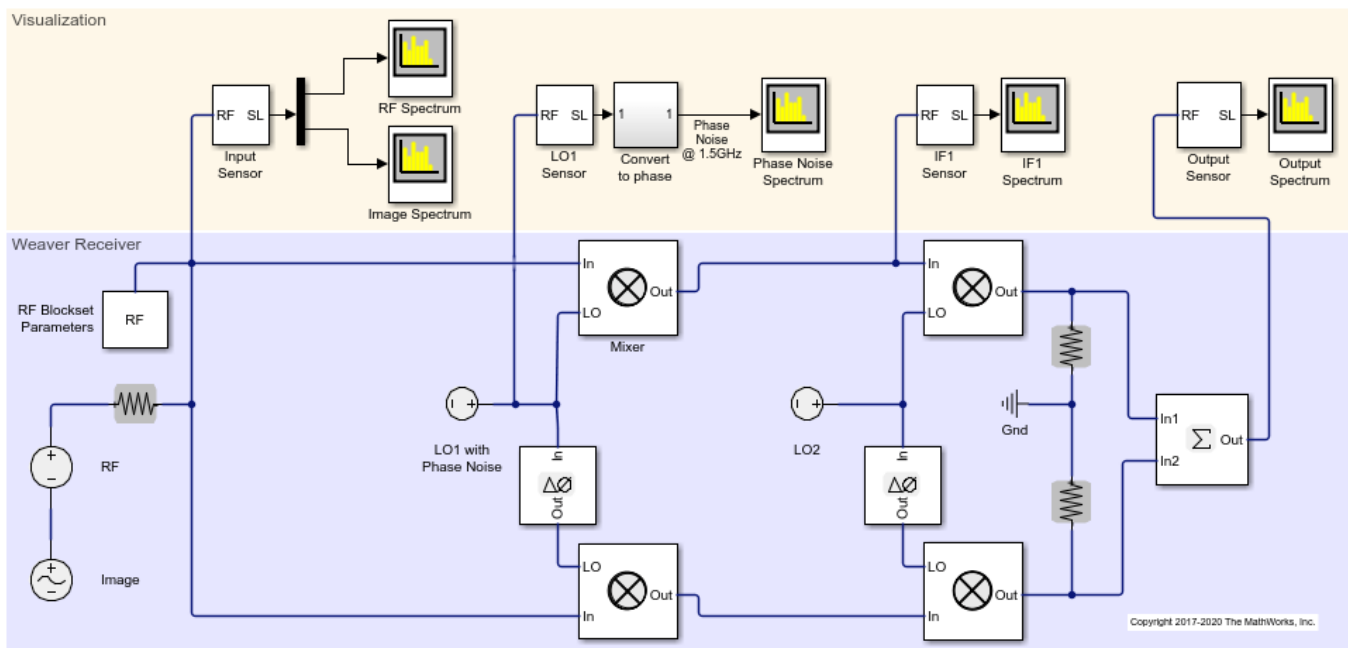 Visualization
RF SL
Input
Sensor
RF Spectrum
Image Spectrum
RF SL
LO1
Sensor
1 1
Convert
to phase
Phase
Noise
@ 1.5GHz
Phase Noise
Spectrum
RF SL
IF1
Sensor
IF1
Spectrum
RF SL
Output
Sensor
Output
Spectrum
Weaver Receiver
RF Blockset
Parameters
RF
In
LO
Out
Mixer
In
LO
Out
RF
Image
LO1 with
Phase Noise
In
ΔØ
Out
LO2
In
ΔØ
Out
Gnd
In1
In2
Σ
Out
LO
In
Out
LO
In
Out
Copyright 2017-2020 The MathWorks, Inc.